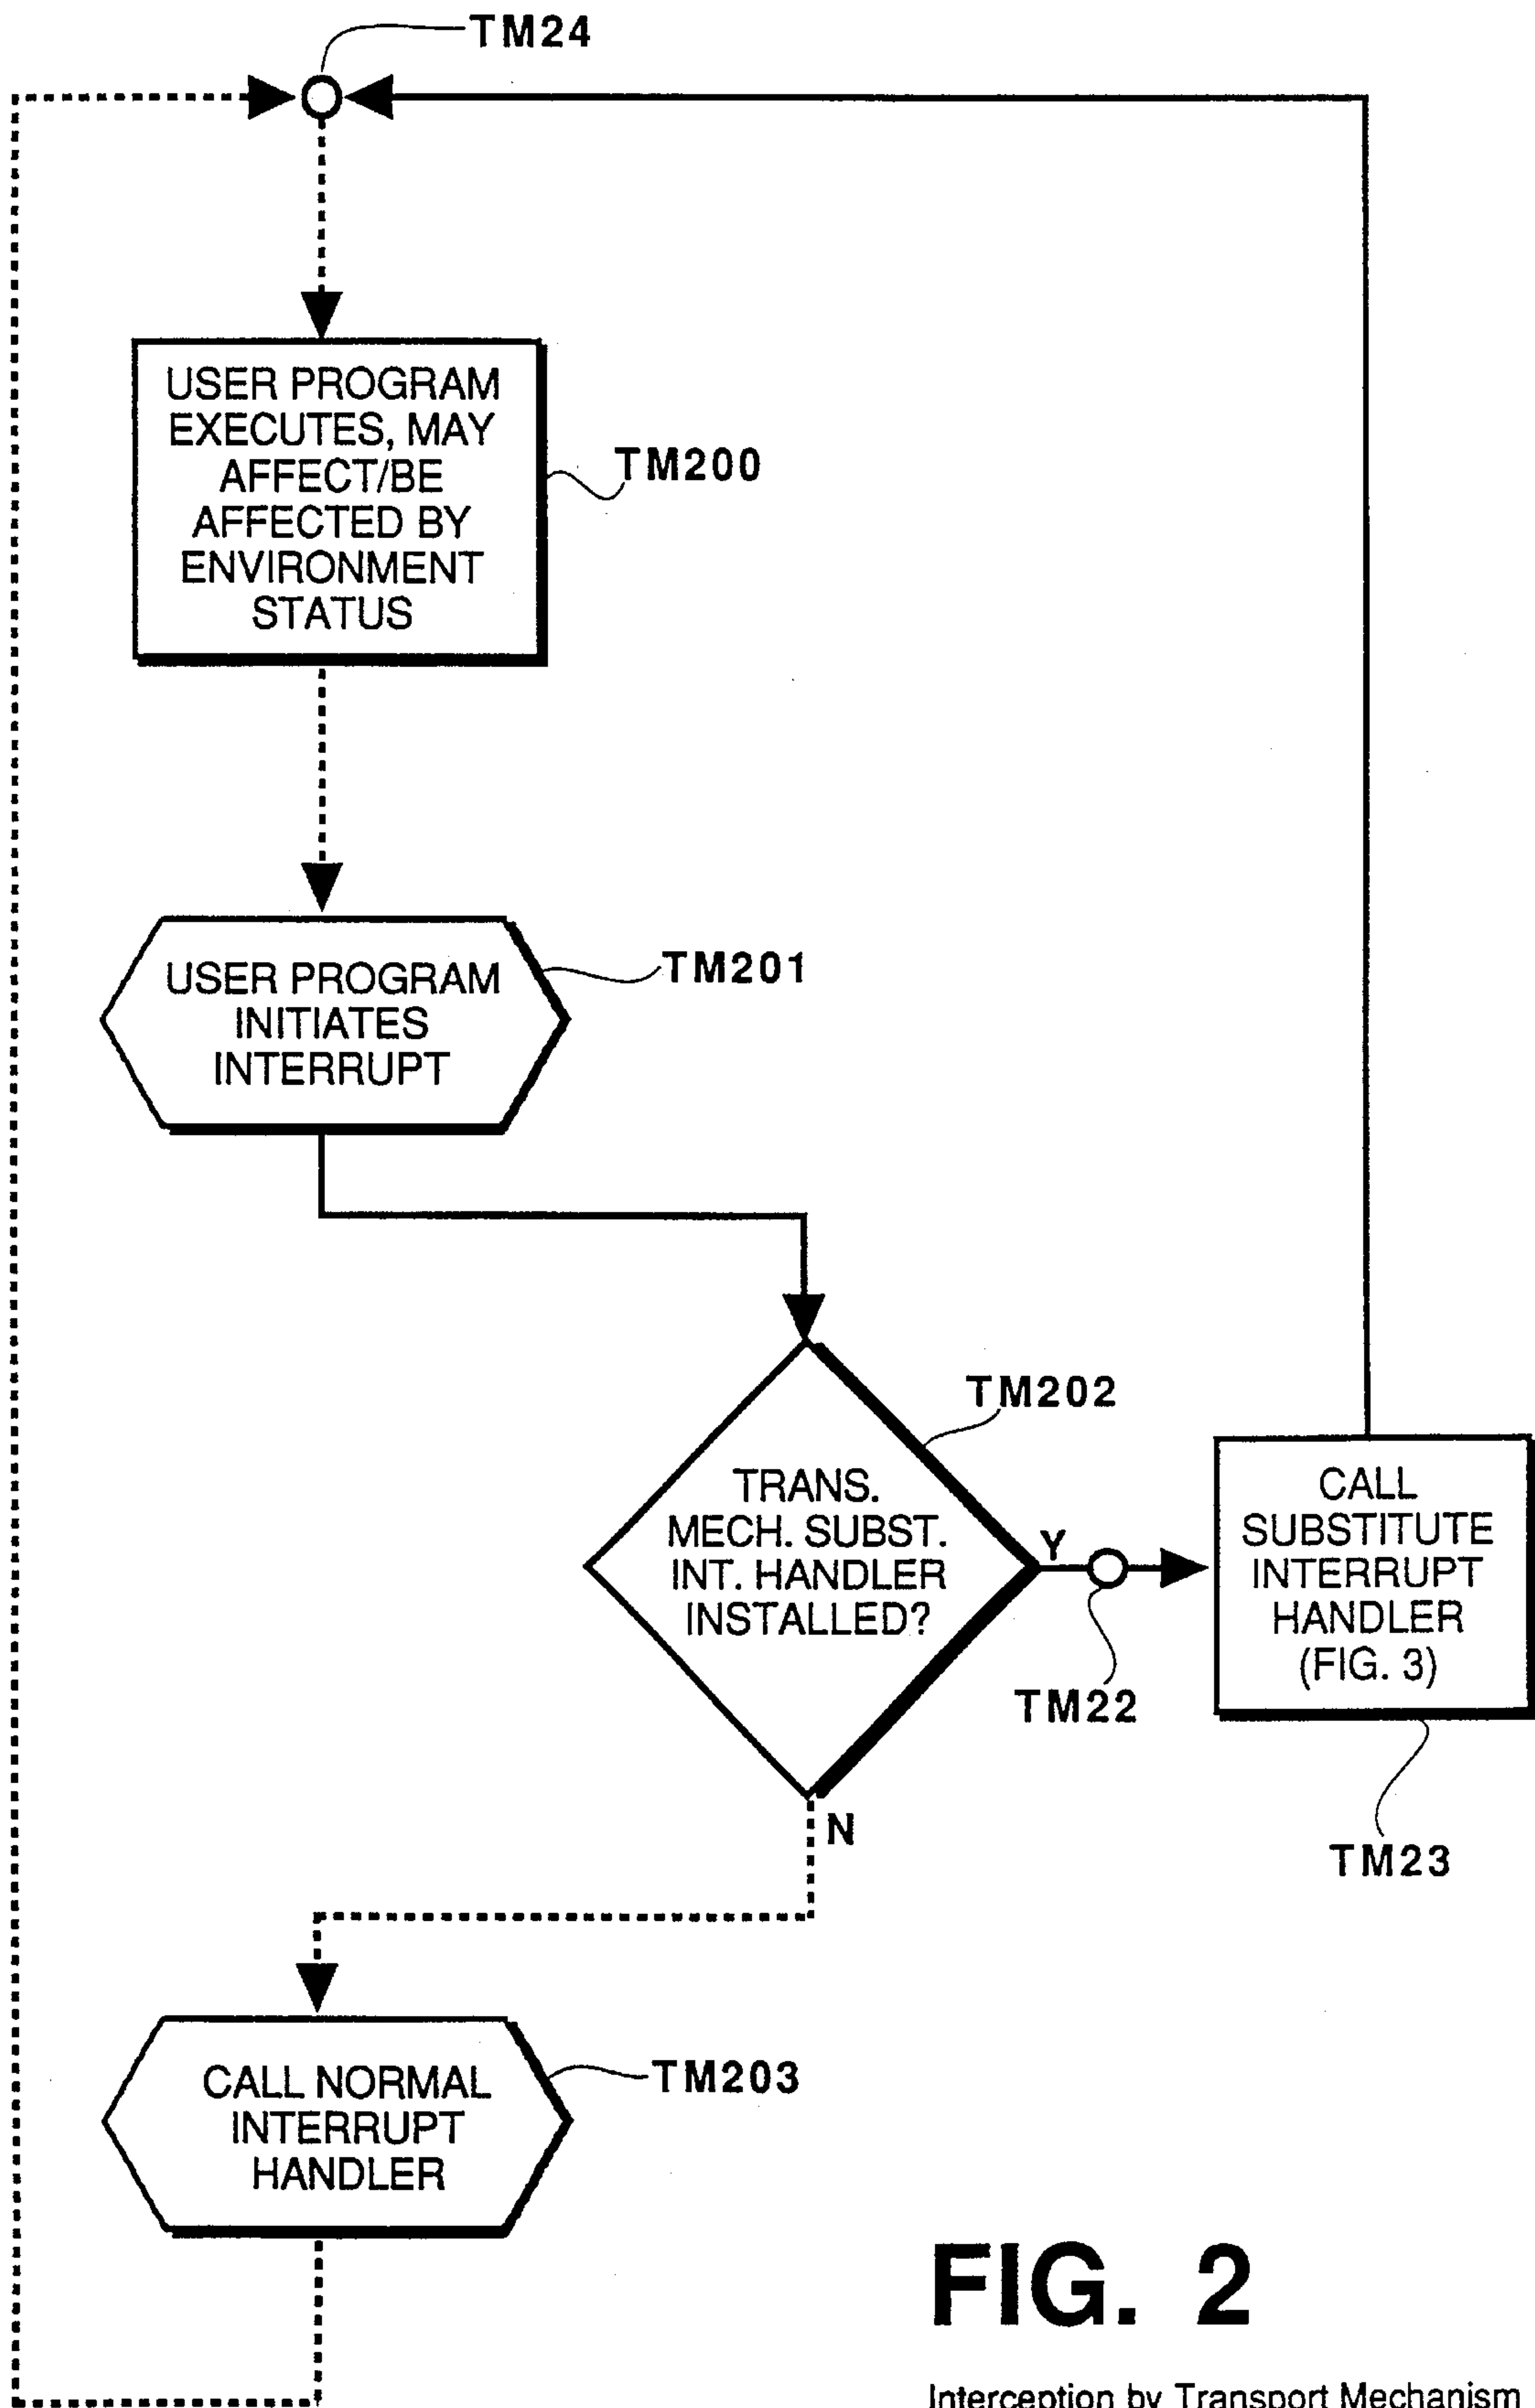 TM24
USER PROGRAM
EXECUTES, MAY
AFFECT/BE
AFFECTED BY
ENVIRONMENT
STATUS
TM200
USER PROGRAM
INITIATES
INTERRUPT
TM201
TRANS.
MECH. SUBST.
INT. HANDLER
INSTALLED?
TM202
Y
TM22
CALL
SUBSTITUTE
INTERRUPT
HANDLER
(FIG. 3)
TM23
N
CALL NORMAL
INTERRUPT
HANDLER
TM203
FIG. 2
Interception by Transport Mechanism